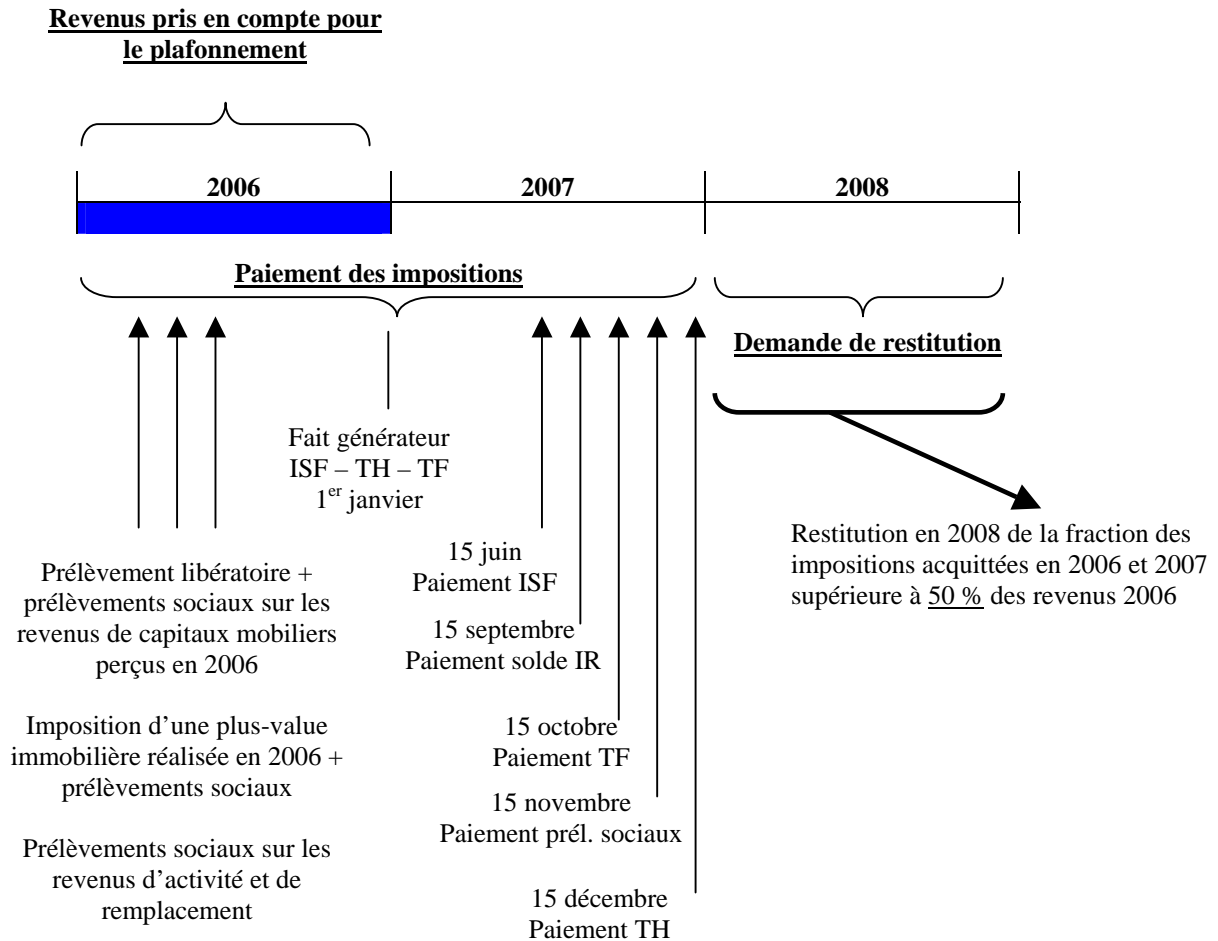 Revenus pris en compte pour
le plafonnement
2006
2007
2008
Paiement des impositions
Demande de restitution
Fait générateur
ISF – TH – TF
1er janvier
Prélèvement libératoire +
prélèvements sociaux sur les
revenus de capitaux mobiliers
perçus en 2006
Imposition d’une plus-value
immobilière réalisée en 2006 +
prélèvements sociaux
Prélèvements sociaux sur les
revenus d’activité et de
remplacement
15 juin
Paiement ISF
15 septembre
Paiement solde IR
15 octobre
Paiement TF
15 novembre
Paiement prél. sociaux
15 décembre
Paiement TH
Restitution en 2008 de la fraction des
impositions acquittées en 2006 et 2007
supérieure à 50 % des revenus 2006